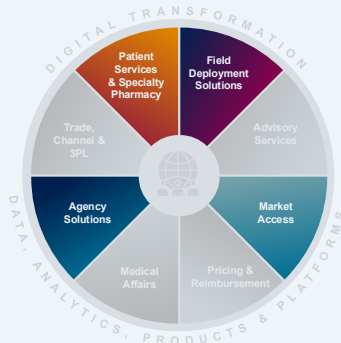 DIGITAL TRANSFORMATION
Patient
Services
& Specialty
Pharmacy
Field
Deployment
Solutions
Advisory
Services
Market
Access
Pricing &
Reimbursement
Medical
Affairs
Agency
Solutions
Trade,
Channel &
3PL
DATA, ANALYTICS, PRODUCTS & PLATFORMS